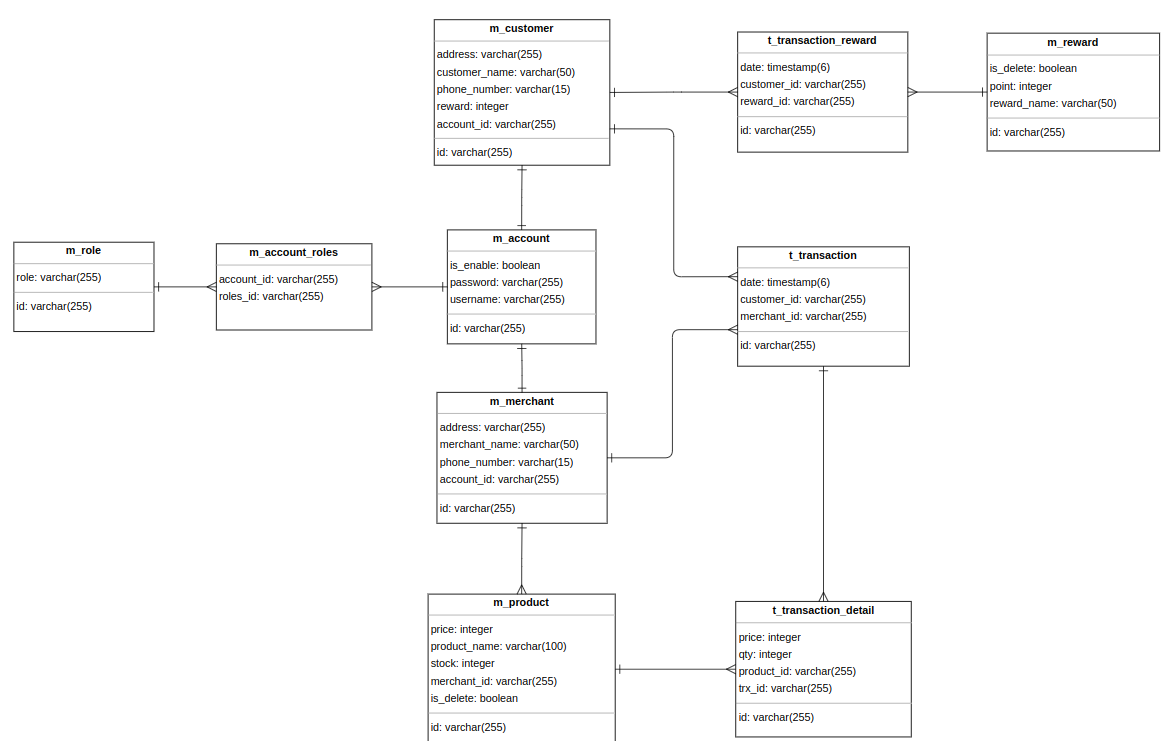 m_customer
address: varchar(255)
customer_name: varchar(50)
phone_number: varchar(15)
reward: integer
account_id: varchar(255)
id: varchar(255)
t_transaction_reward
date: timestamp(6)
customer_id: varchar(255)
reward_id: varchar(255)
id: varchar(255)
m_reward
is_delete: boolean
point: integer
reward_name: varchar(50)
id: varchar(255)
m_role
role: varchar(255)
id: varchar(255)
m_account_roles
account_id: varchar(255)
roles_id: varchar(255)
m_account
is_enable: boolean
password: varchar(255)
username: varchar(255)
id: varchar(255)
t_transaction
date: timestamp(6)
customer_id: varchar(255)
merchant_id: varchar(255)
id: varchar(255)
m_merchant
address: varchar(255)
merchant_name: varchar(50)
phone_number: varchar(15)
account_id: varchar(255)
id: varchar(255)
m_product
price: integer
product_name: varchar(100)
stock: integer
merchant_id: varchar(255)
is_delete: boolean
id: varchar(255)
t_transaction_detail
price: integer
qty: integer
product_id: varchar(255)
trx_id: varchar(255)
id: varchar(255)